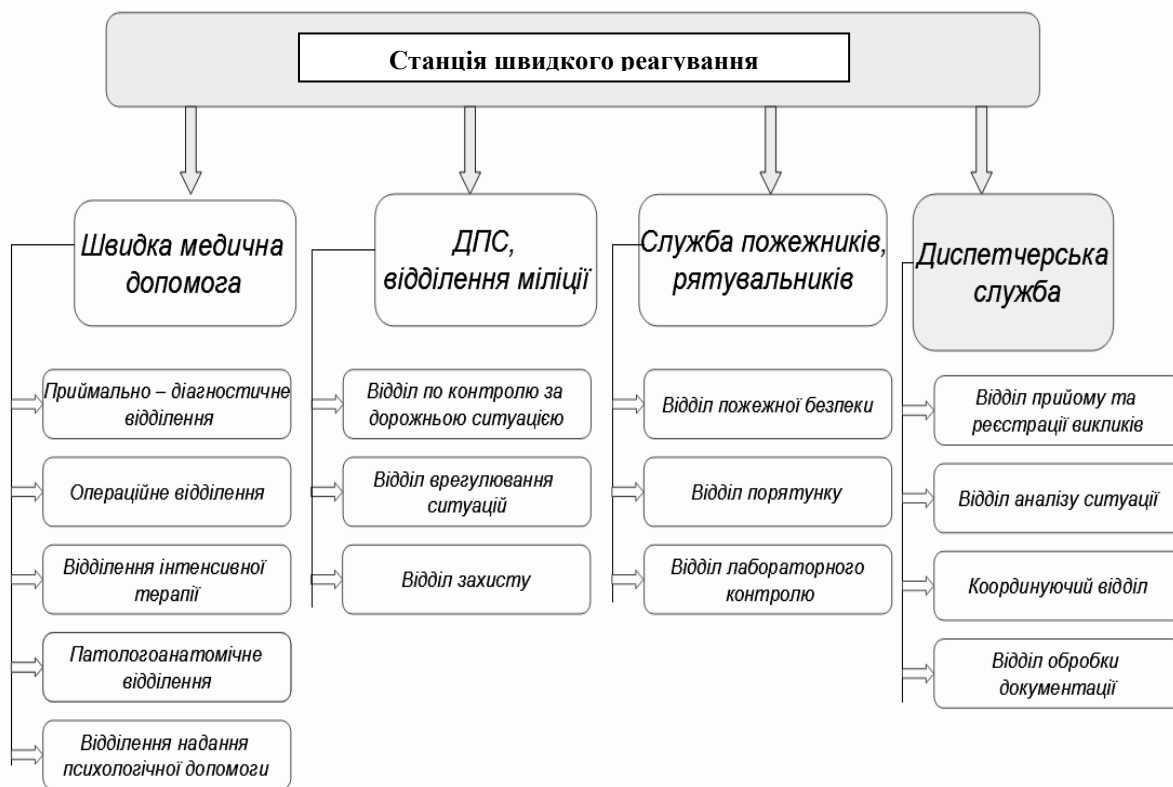 Станція швидкого реагування
Швидка медична
допомога
Приймально – діагностичне
відділення
Операційне відділення
Відділення інтенсивної
терапії
Патологоанатомічне
відділення
Відділення надання
психологічної допомоги
ДПС,
відділення міліції
Відділ по контролю за
дорожньою ситуацією
Відділ врегулювання
ситуацій
Відділ захисту
Служба пожежників,
рятувальників
Відділ пожежної безпеки
Відділ порятунку
Відділ лабораторного
контролю
Диспетчерська
служба
Відділ прийому та
реєстрації викликів
Відділ аналізу ситуації
Координуючий відділ
Відділ обробки
документації